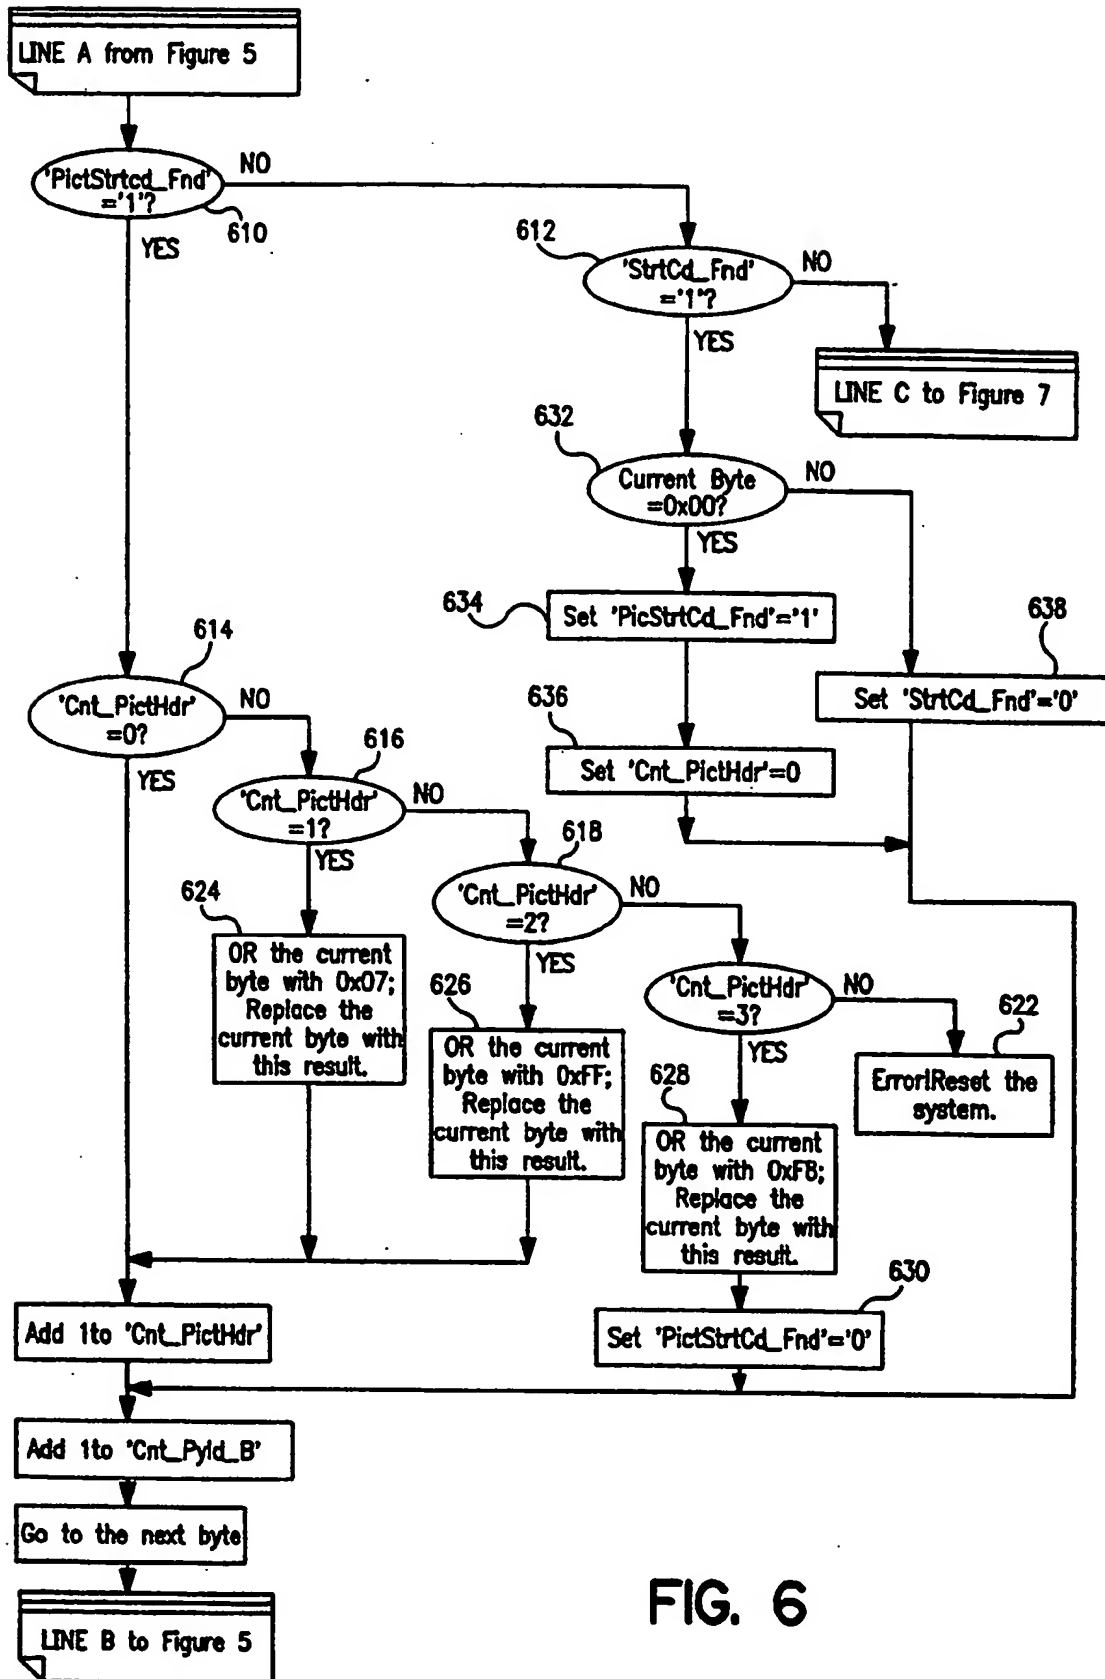 LINE A from Figure 5
'PictStrtcd_Fnd'
='1'?
NO
610
YES
612
'StrtCd_Fnd'
='1'?
NO
YES
LINE C to Figure 7
632
Current Byte
=0x00?
NO
YES
634
Set 'PicStrtCd_Fnd'='1'
638
Set 'StrtCd_Fnd'='0'
636
Set 'Cnt_PictHdr'=0
614
'Cnt_PictHdr'
=0?
NO
YES
616
'Cnt_PictHdr'
=1?
NO
YES
618
'Cnt_PictHdr'
=2?
NO
YES
624
OR the current
byte with 0x07;
Replace the
current byte with
this result.
626
OR the current
byte with 0xFF;
Replace the
current byte with
this result.
'Cnt_PictHdr'
=3?
NO
YES
622
Error!Reset the
system.
628
OR the current
byte with 0xF8;
Replace the
current byte with
this result.
630
Set 'PictStrtCd_Fnd'='0'
Add 1to 'Cnt_PictHdr'
Add 1to 'Cnt_Pyld_B'
Go to the next byte
LINE B to Figure 5
FIG. 6